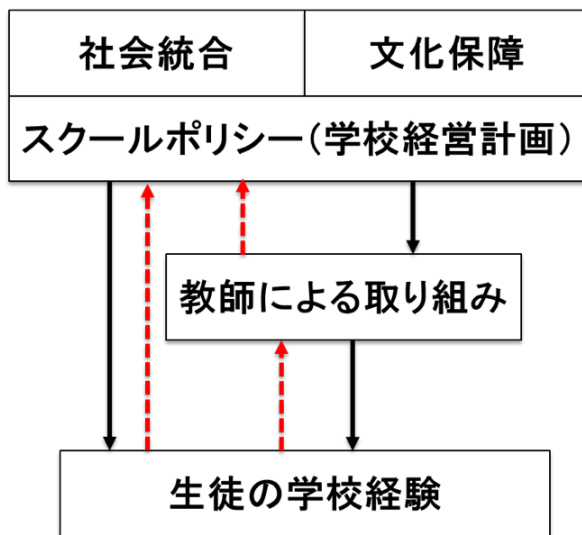 社会統合
文化保障
スクールポリシー(学校経営計画)
教師による取り組み
生徒の学校経験